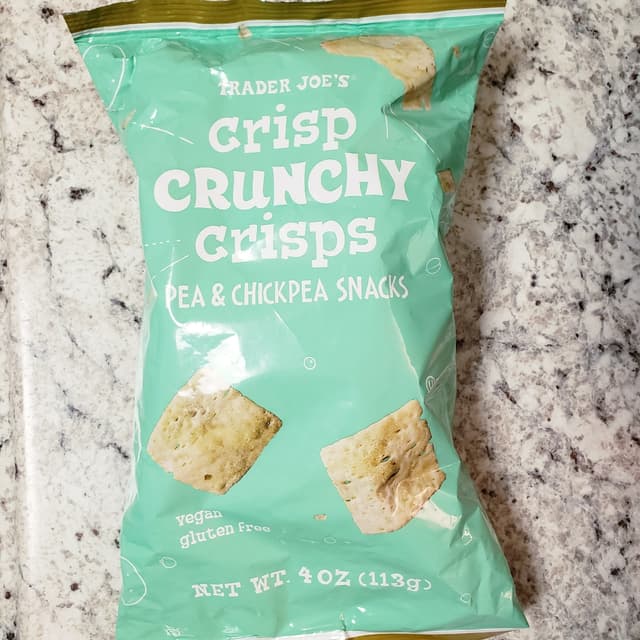 TRADER JOE'S®
crisp
CRUNCHY
crisps
PEA & CHICKPEA SNACKS
vegan
gluten free
NET WT. 4 OZ (113g)